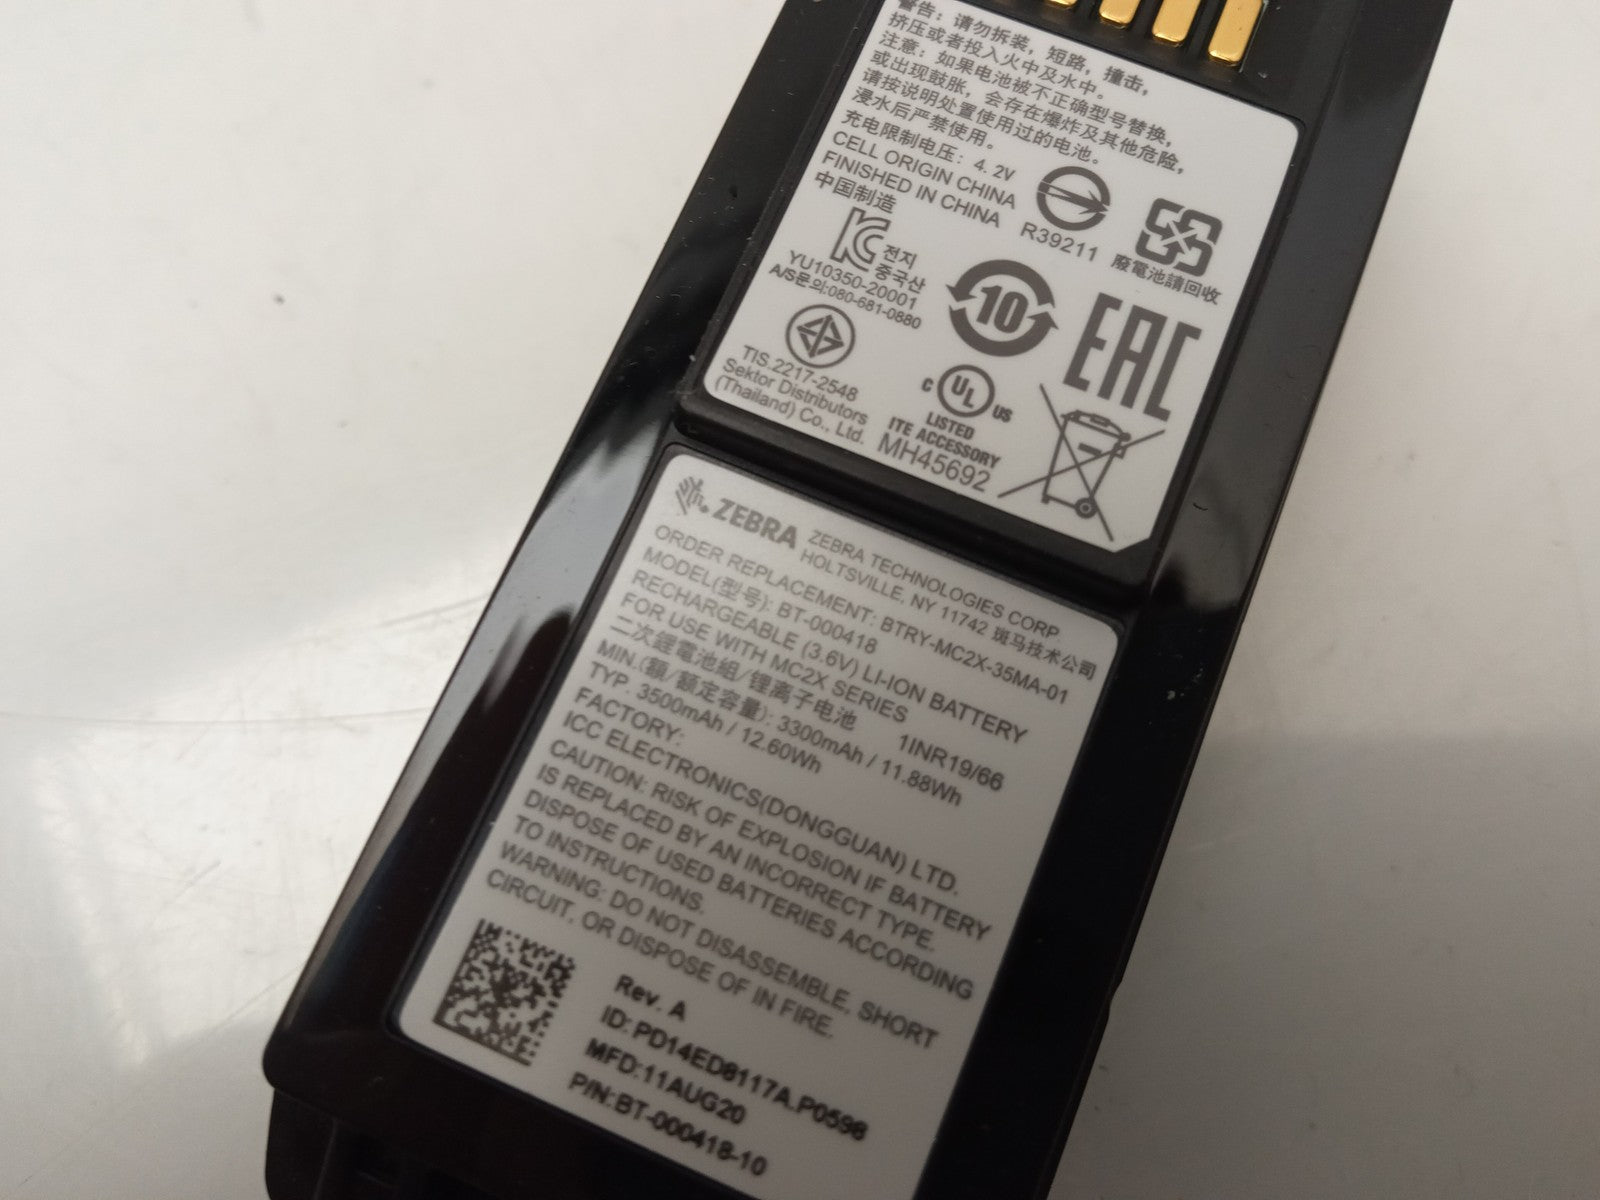 警告：请勿拆装，短路，撞击，
挤压或者投入火中及水中。
注意：如果电池被不正确型号替换，
或出现鼓胀，会存在爆炸及其他危险，
请按说明处置使用过的电池。
浸水后严禁使用。
充电限制电压：4.2V
CELL ORIGIN CHINA
FINISHED IN CHINA
中国制造
R39211
廢電池請回收
전지
중국산
YU10350-20001
A/S문의:080-681-0880
10
EAC
TIS.2217-2548
Sektor Distributors
(Thailand) Co., Ltd.
C UL US
LISTED
ITE ACCESSORY
MH45692
ZEBRA
ZEBRA TECHNOLOGIES CORP.
HOLTSVILLE, NY 11742 斑马技术公司
ORDER REPLACEMENT: BTRY-MC2X-35MA-01
MODEL(型号): BT-000418
RECHARGEABLE (3.6V) LI-ION BATTERY
FOR USE WITH MC2X SERIES
二次鋰電池組/锂离子电池 1INR19/66
MIN.(額/额定容量): 3300mAh / 11.88Wh
TYP. 3500mAh / 12.60Wh
FACTORY:
ICC ELECTRONICS(DONGGUAN) LTD.
CAUTION: RISK OF EXPLOSION IF BATTERY
IS REPLACED BY AN INCORRECT TYPE.
DISPOSE OF USED BATTERIES ACCORDING
TO INSTRUCTIONS.
WARNING: DO NOT DISASSEMBLE, SHORT
CIRCUIT, OR DISPOSE OF IN FIRE.
Rev. A
ID: PD14ED8117A.P0598
MFD:11AUG20
P/N:BT-000418-10